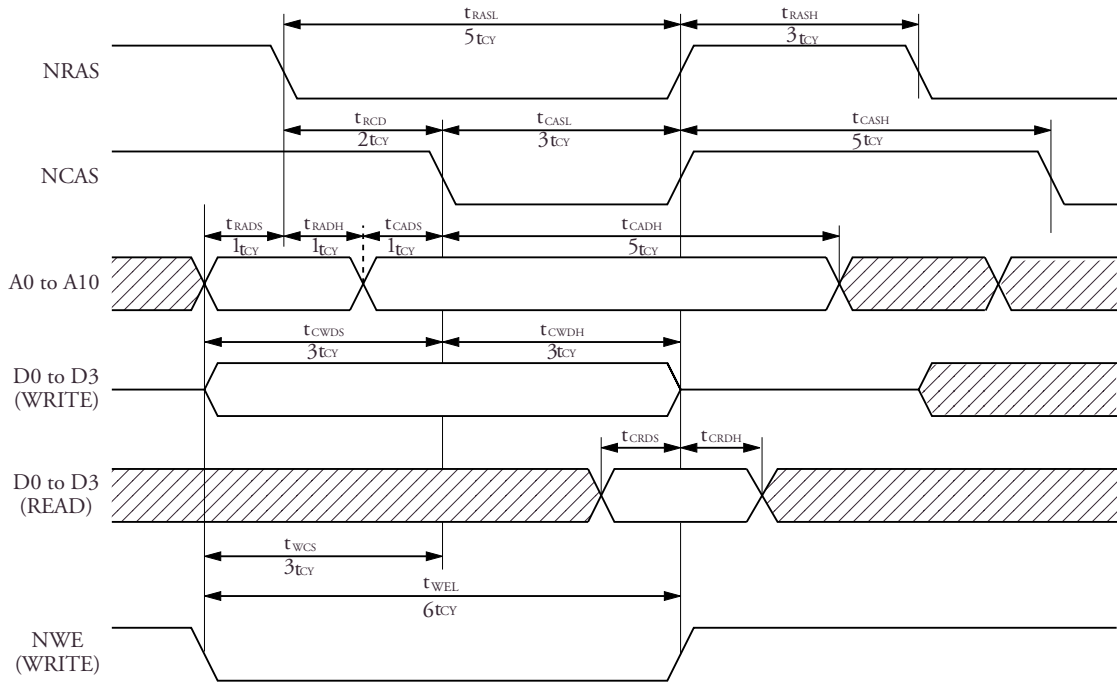 tRASL tRASH
5tCY 3tCY
NRAS
tRCD tCASL tCASH
2tCY 3tCY 5tCY
NCAS
tRADS tRADH tCADS tCADH
1tCY 1tCY 1tCY 5tCY
A0 to A10
tCWDS tCWDH
3tCY 3tCY
D0 to D3
(WRITE)
tCRDS tCRDH
D0 to D3
(READ)
tWCS
3tCY
tWEL
6tCY
NWE
(WRITE)